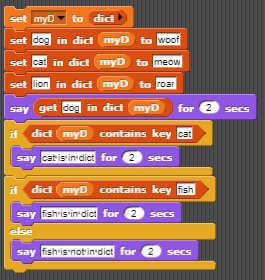 set myD to dict
set dog in dict myD to woof
set cat in dict myD to meow
set lion in dict myD to roar
say get dog in dict myD for 2 secs
if dict myD contains key cat
say cat is in dict for 2 secs
if dict myD contains key fish
say fish is in dict for 2 secs
else
say fish is not in dict for 2 secs